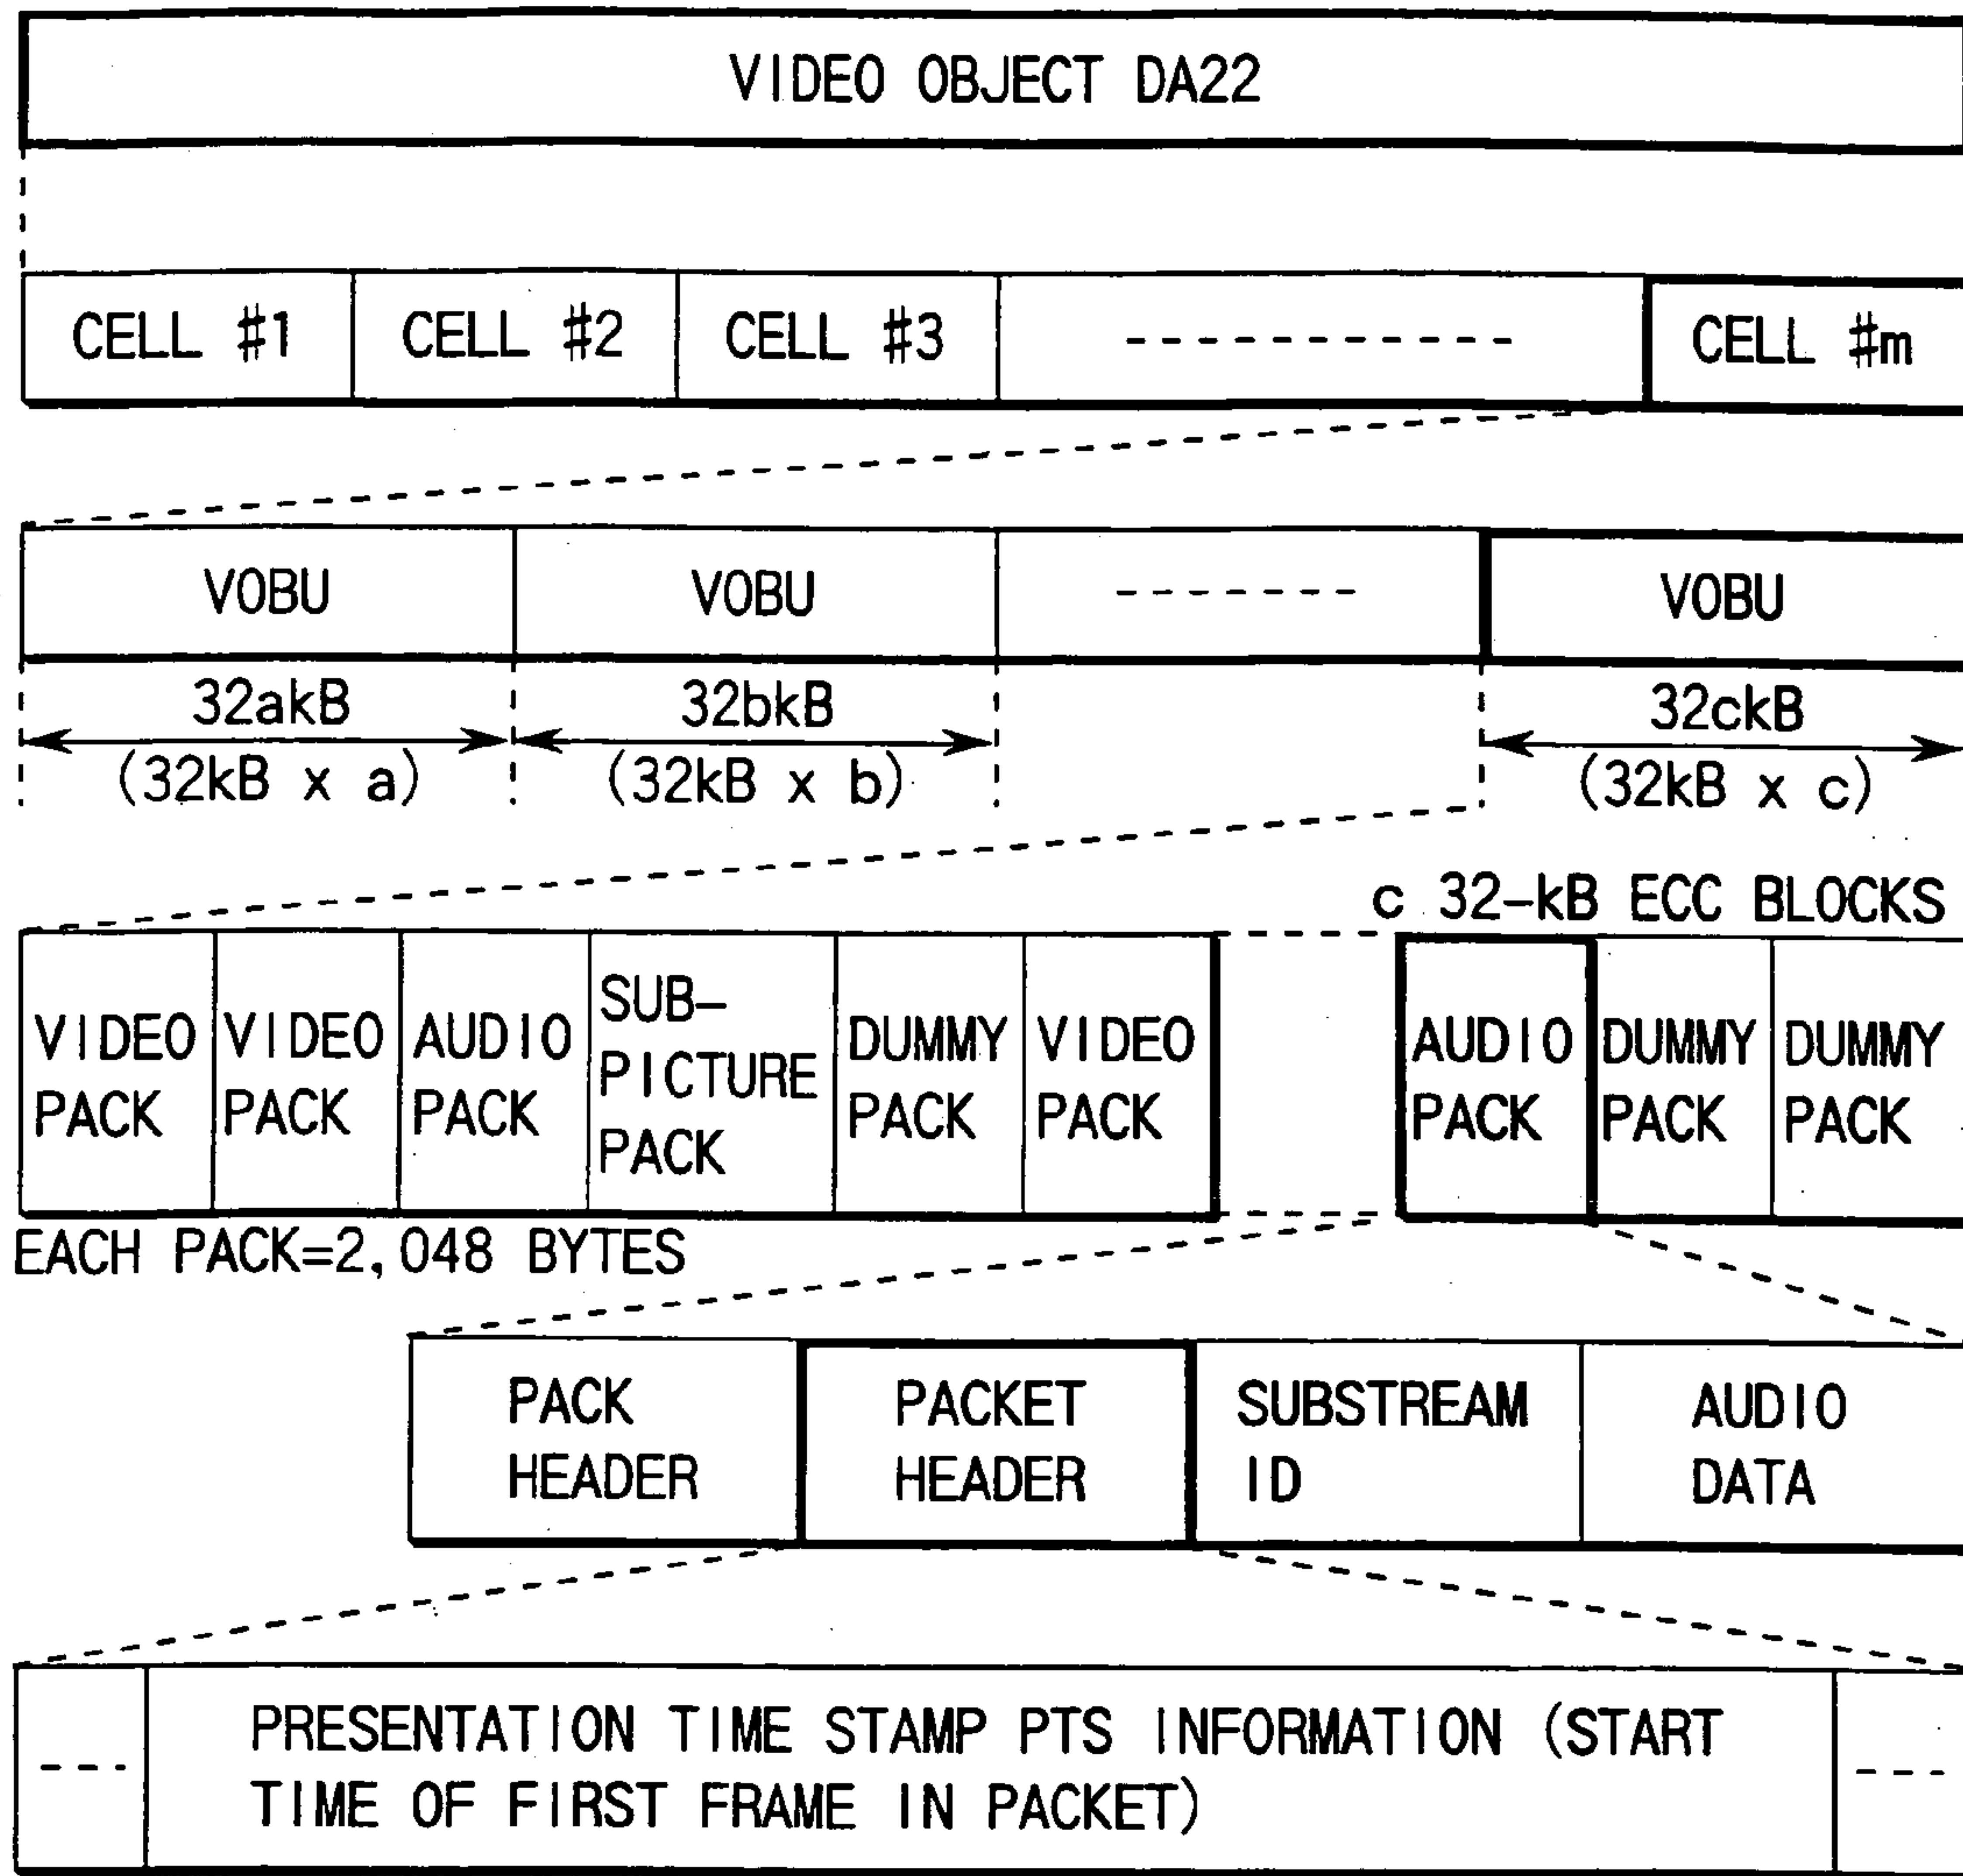 VIDEO OBJECT DA22
CELL #1 CELL #2 CELL #3 ----------- CELL #m
VOBU VOBU ------- VOBU
32akB 32bkB 32ckB
(32kB x a) (32kB x b) (32kB x c)
c 32-kB ECC BLOCKS
VIDEO PACK
VIDEO PACK
AUDIO PACK
SUB-
PICTURE
PACK
DUMMY PACK
VIDEO PACK
AUDIO PACK
DUMMY PACK
DUMMY PACK
EACH PACK=2,048 BYTES
PACK HEADER
PACKET HEADER
SUBSTREAM ID
AUDIO DATA
--- PRESENTATION TIME STAMP PTS INFORMATION (START ---
TIME OF FIRST FRAME IN PACKET)